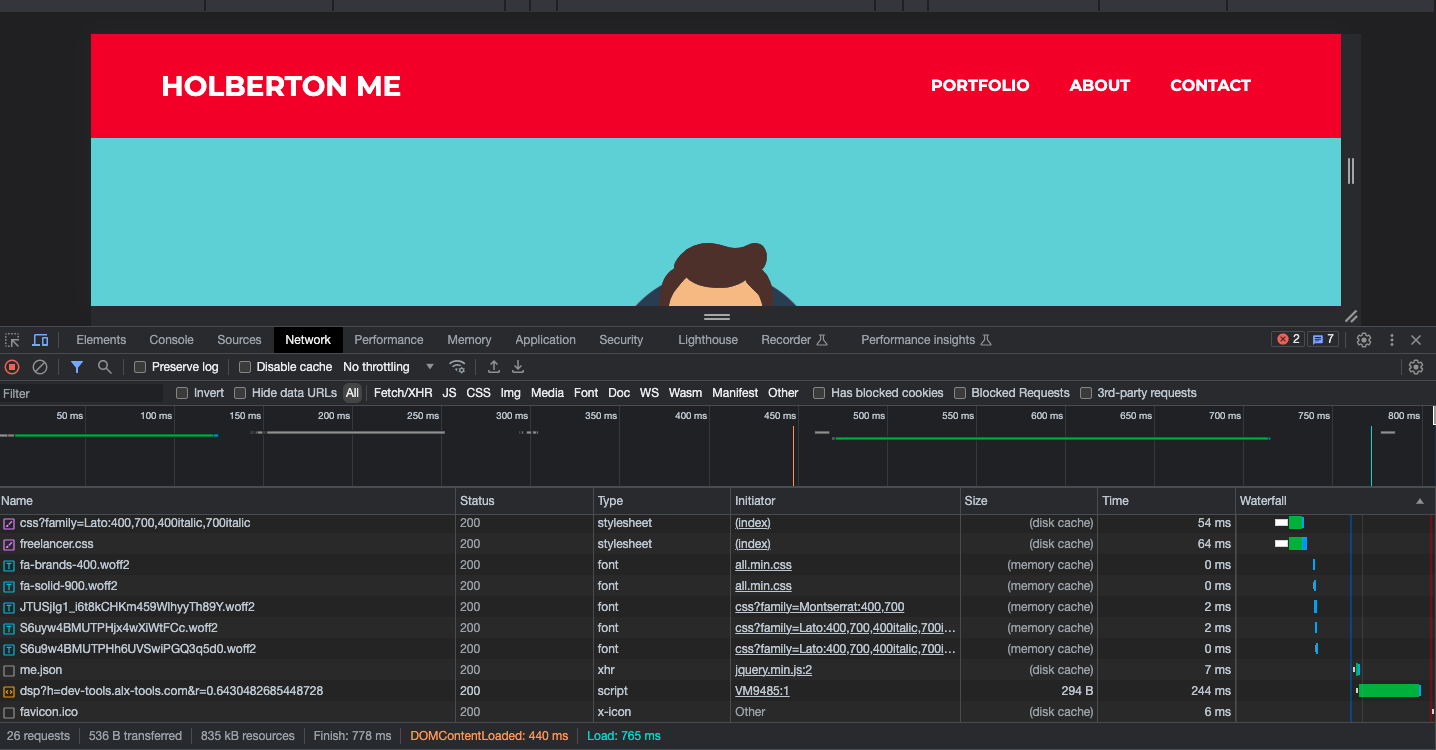 HOLBERTON ME PORTFOLIO ABOUT CONTACT
Elements Console Sources Network Performance Memory Application Security Lighthouse Recorder Performance insights 2 7
Preserve log Disable cache No throttling
Filter Invert Hide data URLs All Fetch/XHR JS CSS Img Media Font Doc WS Wasm Manifest Other Has blocked cookies Blocked Requests 3rd-party requests
50 ms 100 ms 150 ms 200 ms 250 ms 300 ms 350 ms 400 ms 450 ms 500 ms 550 ms 600 ms 650 ms 700 ms 750 ms 800 ms
Name Status Type Initiator Size Time Waterfall
css?family=Lato:400,700,400italic,700italic 200 stylesheet (index) (disk cache) 54 ms
freelancer.css 200 stylesheet (index) (disk cache) 64 ms
fa-brands-400.woff2 200 font all.min.css (memory cache) 0 ms
fa-solid-900.woff2 200 font all.min.css (memory cache) 0 ms
JTUSjIg1_i6t8kCHKm459WlhyyTh89Y.woff2 200 font css?family=Montserrat:400,700 (memory cache) 2 ms
S6uyw4BMUTPHjx4wXiWtFCc.woff2 200 font css?family=Lato:400,700,400italic,700i… (memory cache) 2 ms
S6u9w4BMUTPHh6UVSwiPGQ3q5d0.woff2 200 font css?family=Lato:400,700,400italic,700i… (memory cache) 0 ms
me.json 200 xhr jquery.min.js:2 (disk cache) 7 ms
dsp?h=dev-tools.alx-tools.com&r=0.6430482685448728 200 script VM9485:1 294 B 244 ms
favicon.ico 200 x-icon Other (disk cache) 6 ms
26 requests 536 B transferred 835 kB resources Finish: 778 ms DOMContentLoaded: 440 ms Load: 765 ms